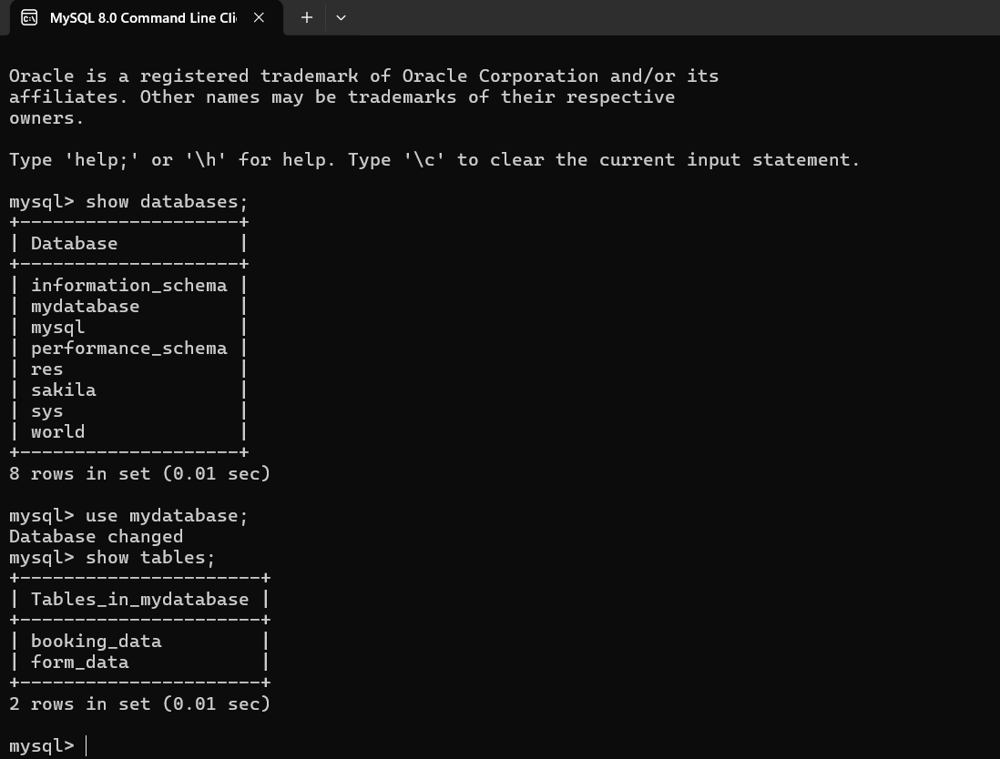 MySQL 8.0 Command Line Cli
Oracle is a registered trademark of Oracle Corporation and/or its
affiliates. Other names may be trademarks of their respective
owners.
Type 'help;' or '\h' for help. Type '\c' to clear the current input statement.
mysql> show databases;
+--------------------+
| Database           |
+--------------------+
| information_schema |
| mydatabase         |
| mysql              |
| performance_schema |
| res                |
| sakila             |
| sys                |
| world              |
+--------------------+
8 rows in set (0.01 sec)
mysql> use mydatabase;
Database changed
mysql> show tables;
+----------------------+
| Tables_in_mydatabase |
+----------------------+
| booking_data         |
| form_data            |
+----------------------+
2 rows in set (0.01 sec)
mysql>